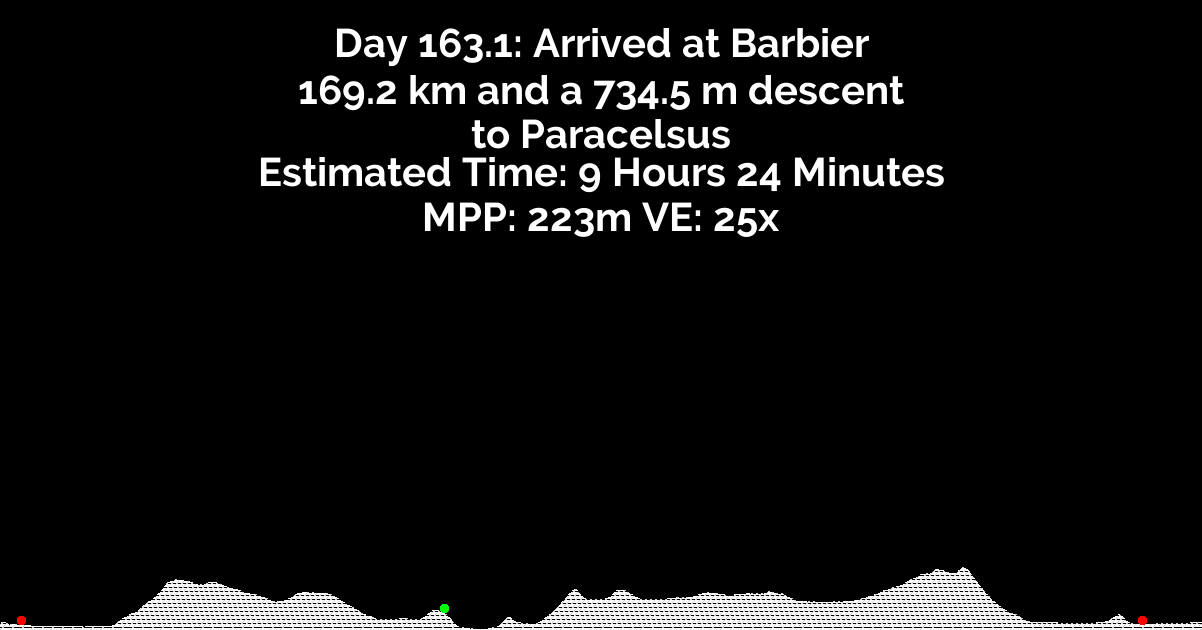 Day 163.1: Arrived at Barbier
169.2 km and a 734.5 m descent
to Paracelsus
Estimated Time: 9 Hours 24 Minutes
MPP: 223m VE: 25x